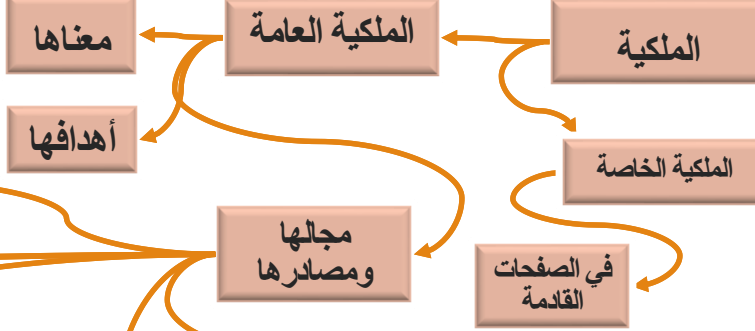 الملكية
الملكية العامة
معناها
أهدافها
الملكية الخاصة
مجالها
ومصادرها
في الصفحات
القادمة